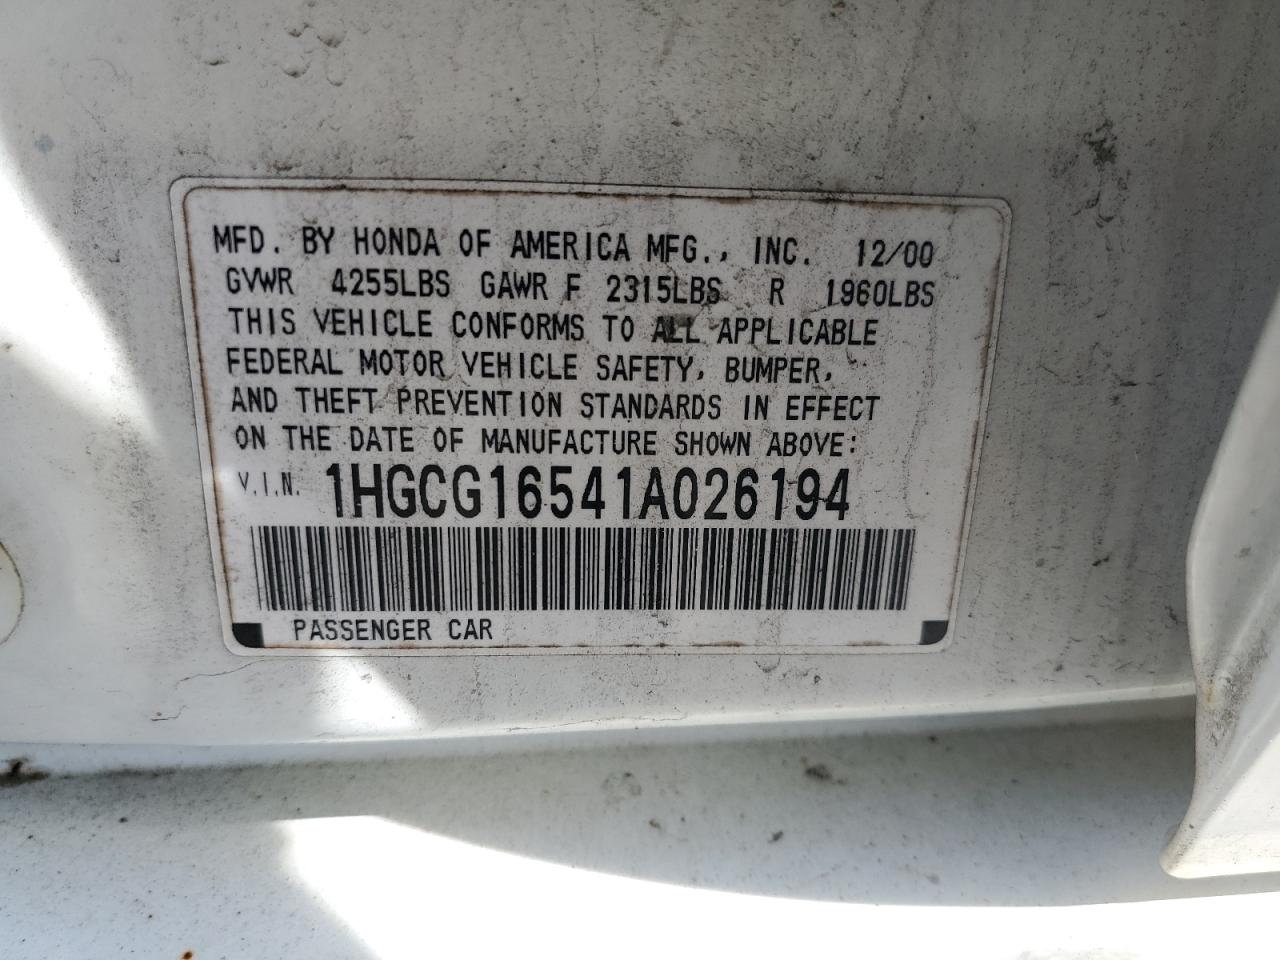 MFD. BY HONDA OF AMERICA MFG., INC. 12/00
GVWR 4255LBS GAWR F 2315LBS R 1960LBS
THIS VEHICLE CONFORMS TO ALL APPLICABLE
FEDERAL MOTOR VEHICLE SAFETY, BUMPER,
AND THEFT PREVENTION STANDARDS IN EFFECT
ON THE DATE OF MANUFACTURE SHOWN ABOVE:
V.I.N. 1HGCG16541A026194
PASSENGER CAR